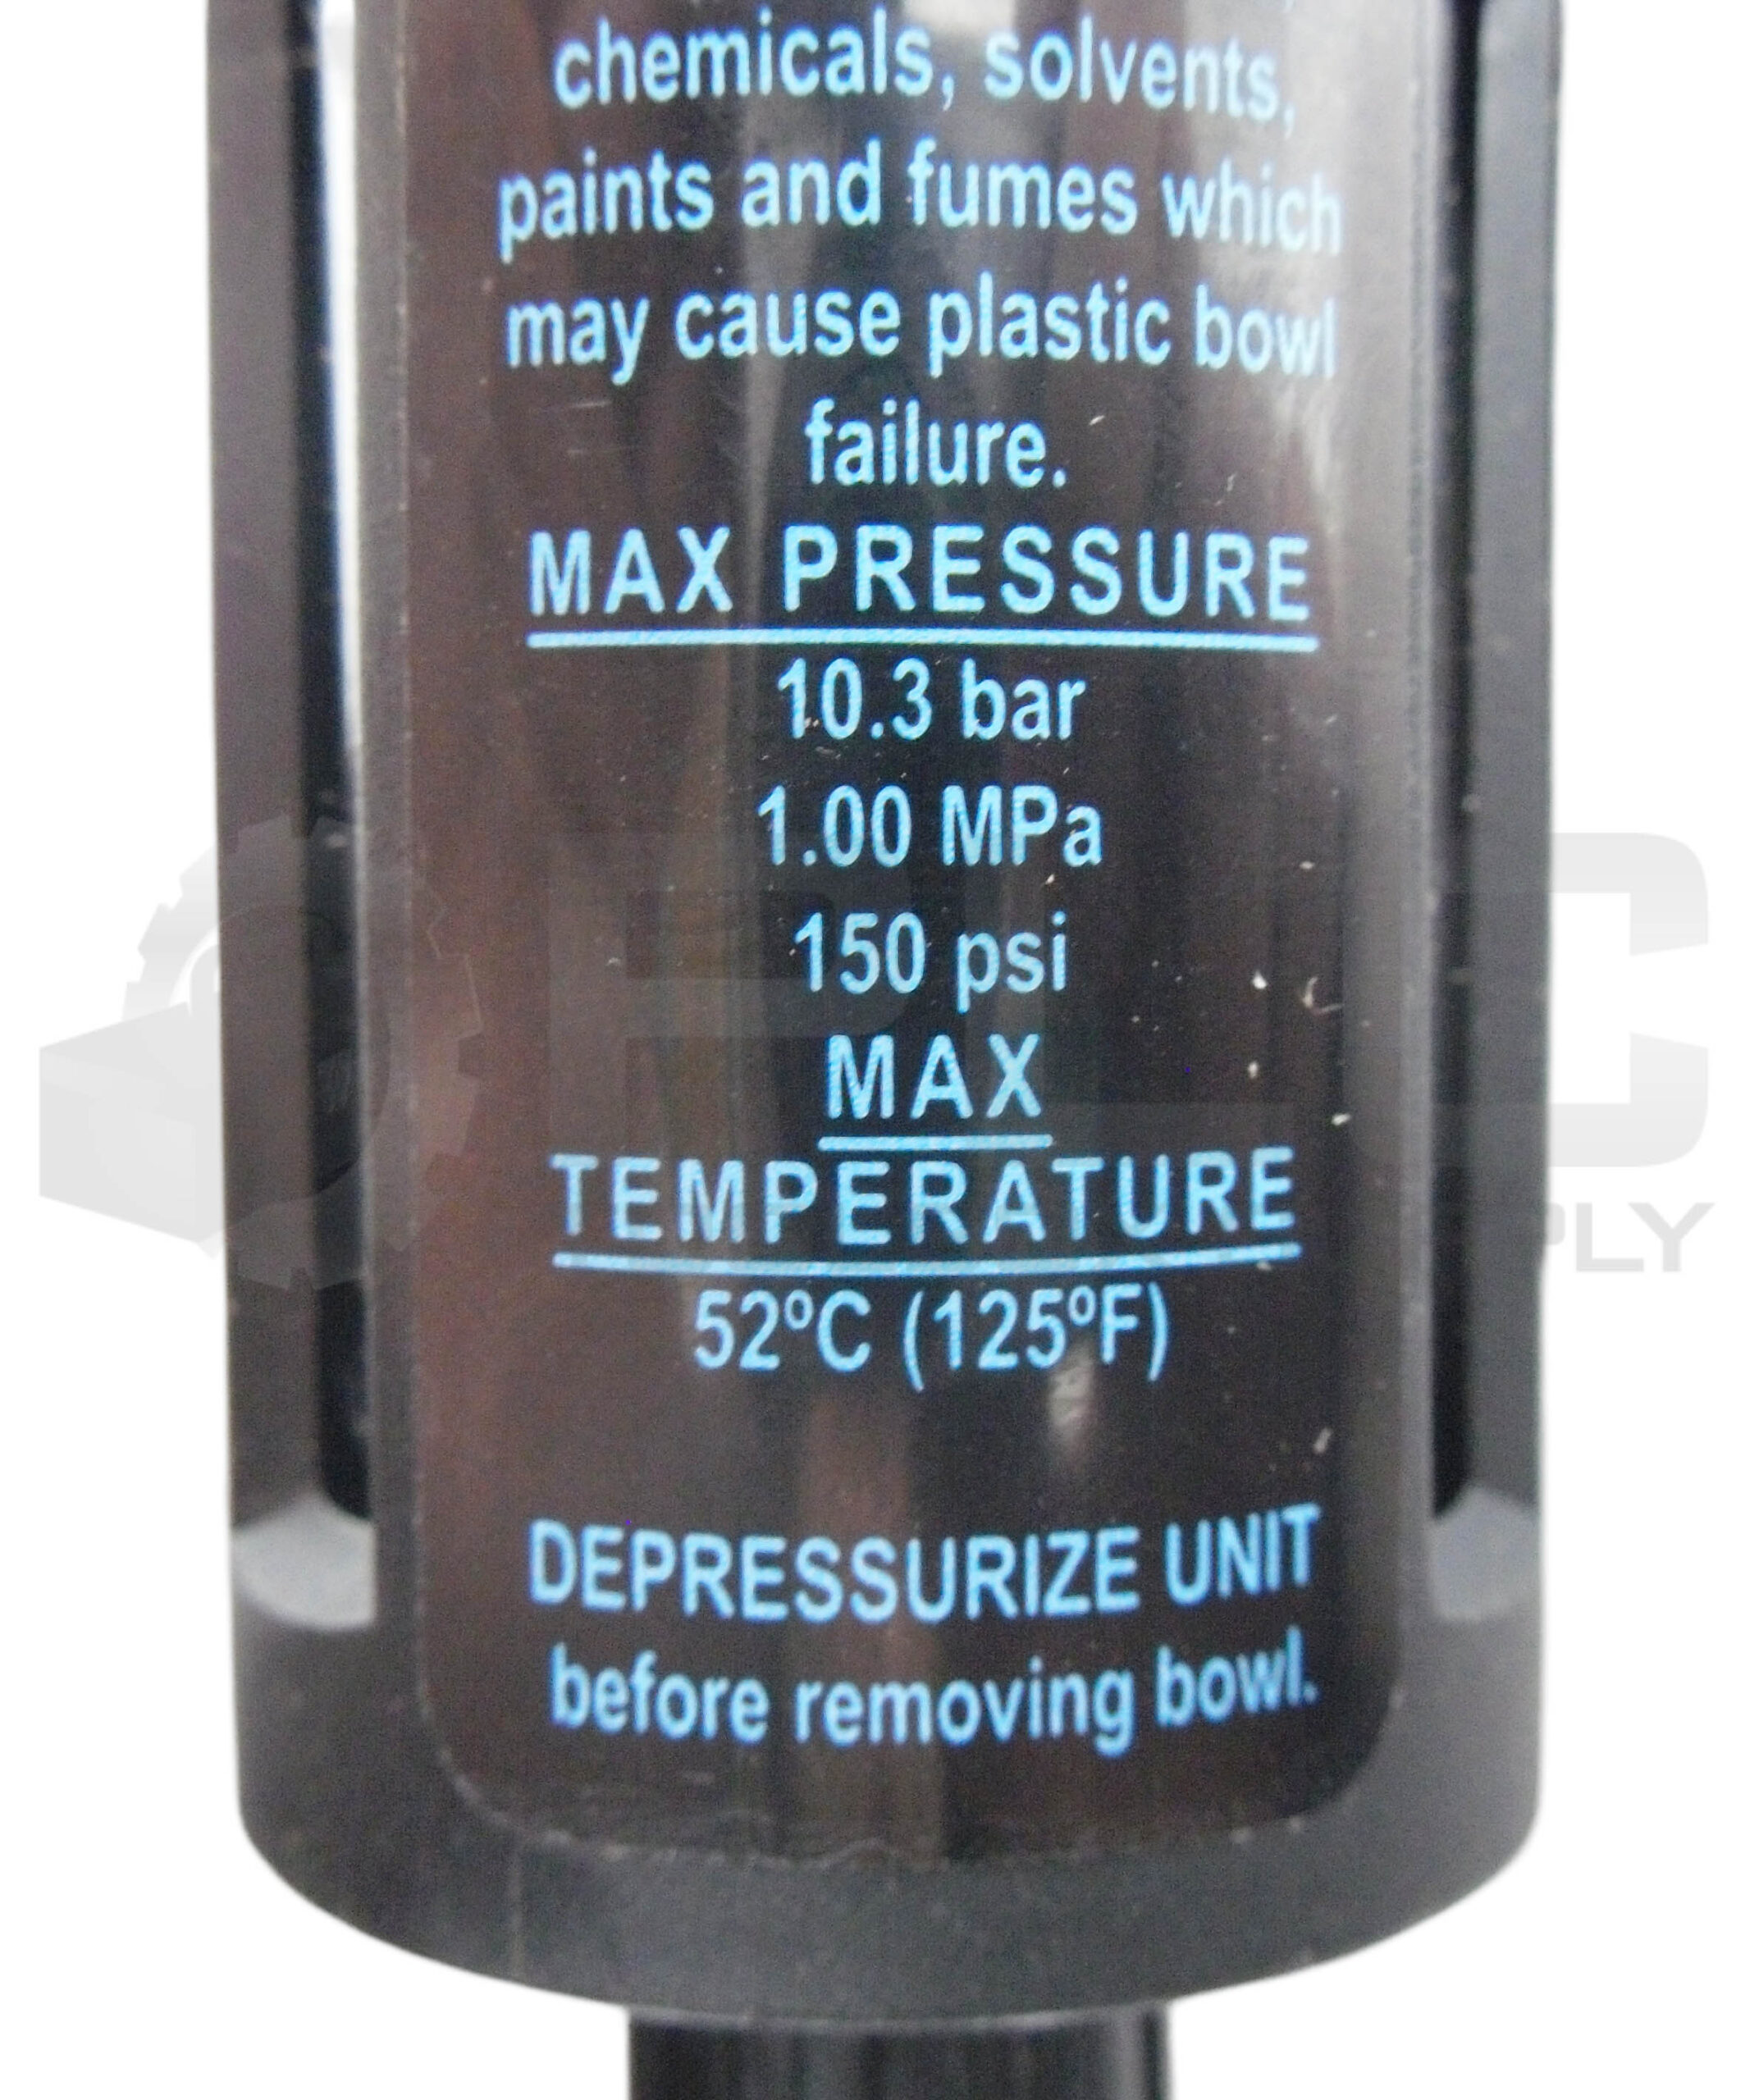 chemicals, solvents,
paints and fumes which
may cause plastic bowl
failure.
MAX PRESSURE
10.3 bar
1.00 MPa
150 psi
MAX
TEMPERATURE
52ºC (125ºF)
DEPRESSURIZE UNIT
before removing bowl.